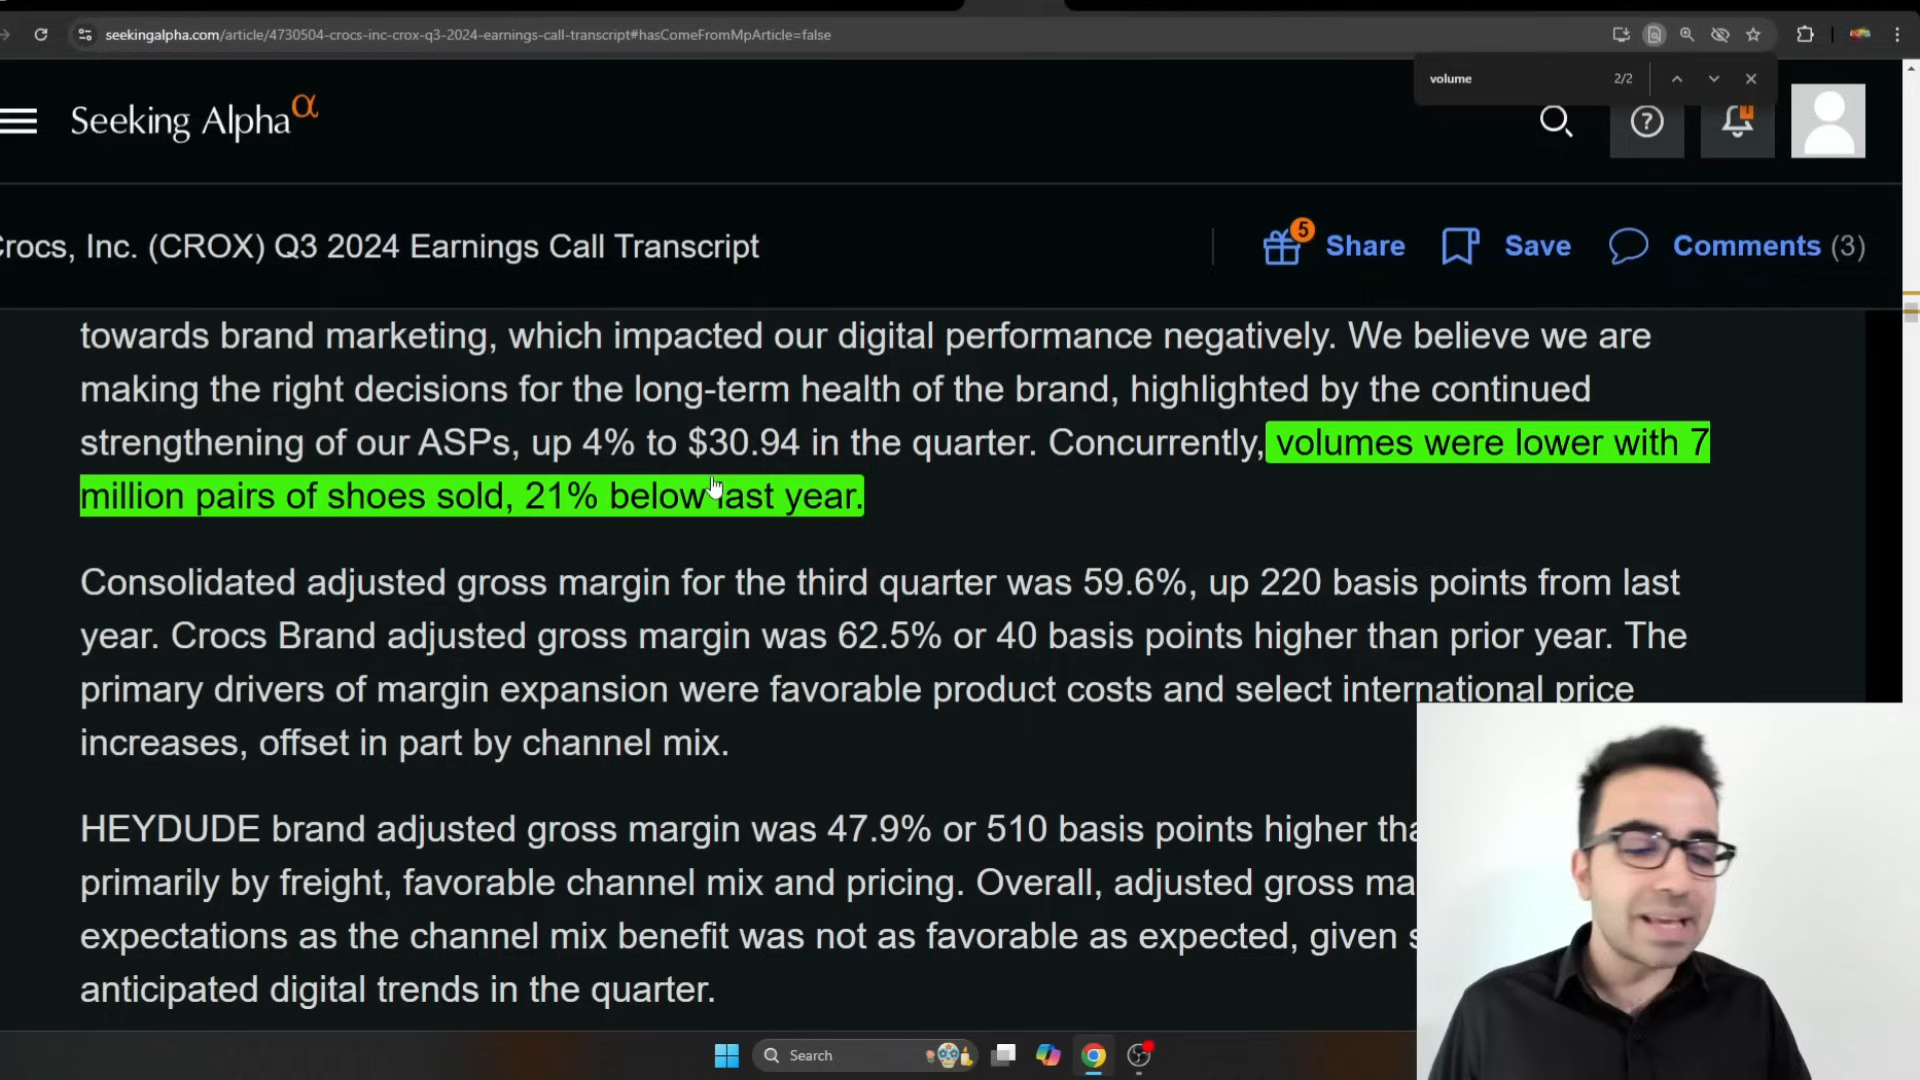 seekingalpha.com/article/4730504-crocs-inc-crox-q3-2024-earnings-call-transcript#hasComeFromMpArticle=false
volume 2/2
Seeking Alpha α
Crocs, Inc. (CROX) Q3 2024 Earnings Call Transcript
5 Share Save Comments (3)
towards brand marketing, which impacted our digital performance negatively. We believe we are
making the right decisions for the long-term health of the brand, highlighted by the continued
strengthening of our ASPs, up 4% to $30.94 in the quarter. Concurrently, volumes were lower with 7
million pairs of shoes sold, 21% below last year.
Consolidated adjusted gross margin for the third quarter was 59.6%, up 220 basis points from last
year. Crocs Brand adjusted gross margin was 62.5% or 40 basis points higher than prior year. The
primary drivers of margin expansion were favorable product costs and select international price
increases, offset in part by channel mix.
HEYDUDE brand adjusted gross margin was 47.9% or 510 basis points higher tha
primarily by freight, favorable channel mix and pricing. Overall, adjusted gross ma
expectations as the channel mix benefit was not as favorable as expected, given s
anticipated digital trends in the quarter.
Search